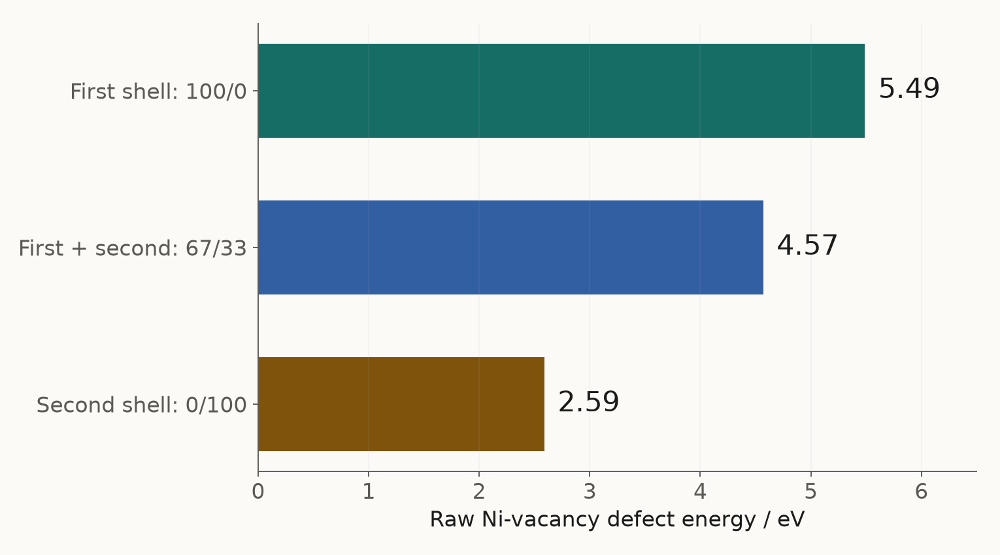 First shell: 100/0
5.49
First + second: 67/33
4.57
Second shell: 0/100
2.59
0 1 2 3 4 5 6
Raw Ni-vacancy defect energy / eV